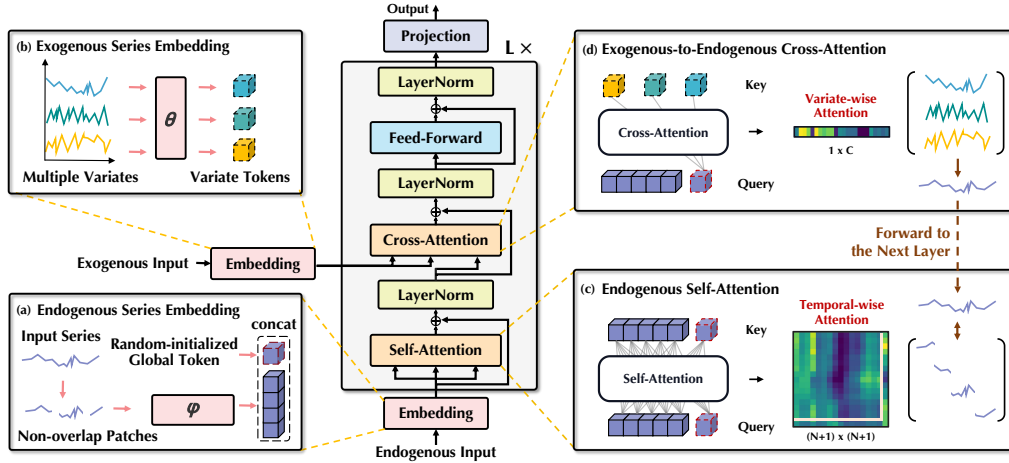 Output
Projection
L ×
LayerNorm
Feed-Forward
LayerNorm
Cross-Attention
LayerNorm
Self-Attention
Embedding
Endogenous Input
Exogenous Input
Embedding
(b) Exogenous Series Embedding
θ
Multiple Variates
Variate Tokens
(a) Endogenous Series Embedding
concat
Input Series
Random-initialized
Global Token
φ
Non-overlap Patches
(d) Exogenous-to-Endogenous Cross-Attention
Key
Cross-Attention
Variate-wise
Attention
1 x C
Query
Forward to
the Next Layer
(c) Endogenous Self-Attention
Key
Temporal-wise
Attention
Self-Attention
Query
(N+1) x (N+1)